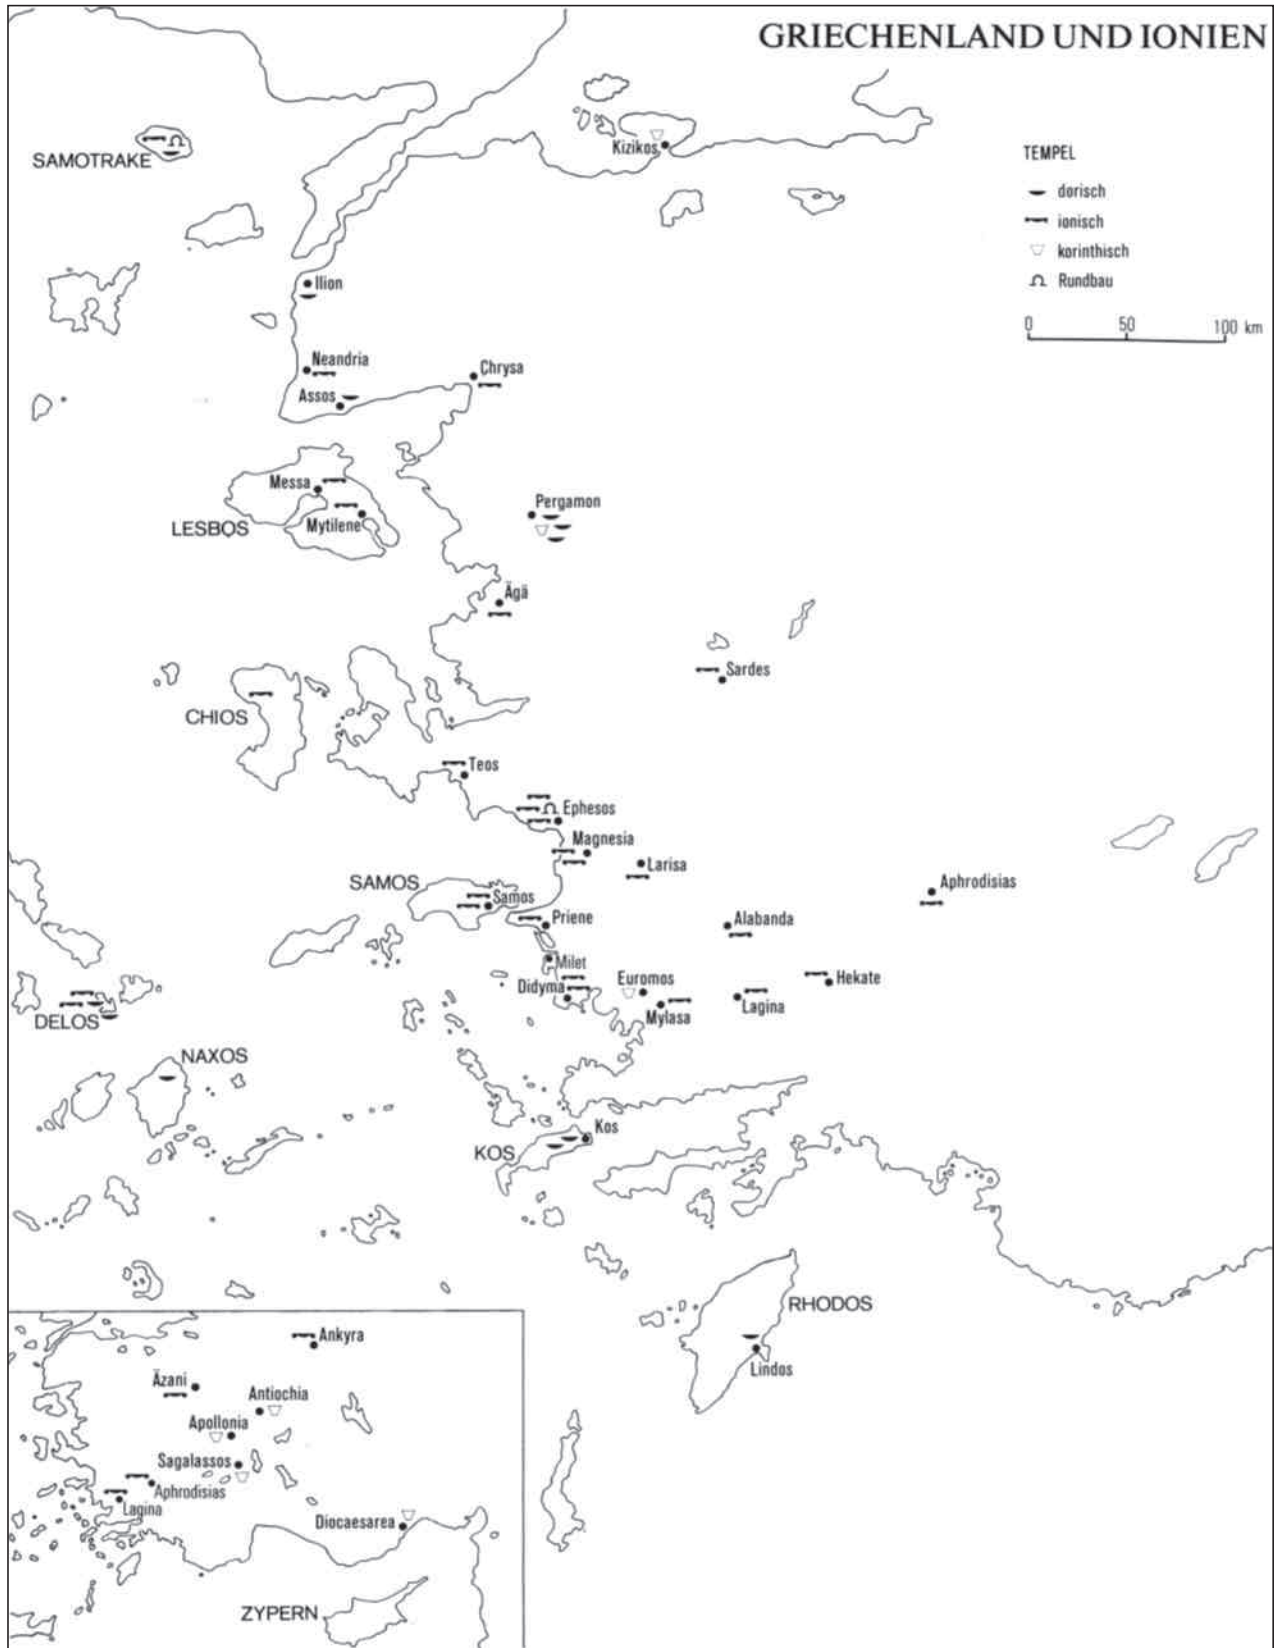 GRIECHENLAND UND IONIEN
SAMOTRAKE
Kizikos
TEMPEL
dorisch
ionisch
korinthisch
Rundbau
0 50 100 km
Ilion
Neandria
Chrysa
Assos
Messa
LESBOS
Mytilene
Pergamon
Ägä
Sardes
CHIOS
Teos
Ephesos
Magnesia
Larisa
SAMOS
Samos
Aphrodisias
Priene
Alabanda
Milet
Didyma
Euromos
Hekate
Mylasa
Lagina
DELOS
NAXOS
Kos
KOS
RHODOS
Lindos
Ankyra
Äzani
Antiochia
Apollonia
Sagalassos
Aphrodisias
Lagina
Diocaesarea
ZYPERN